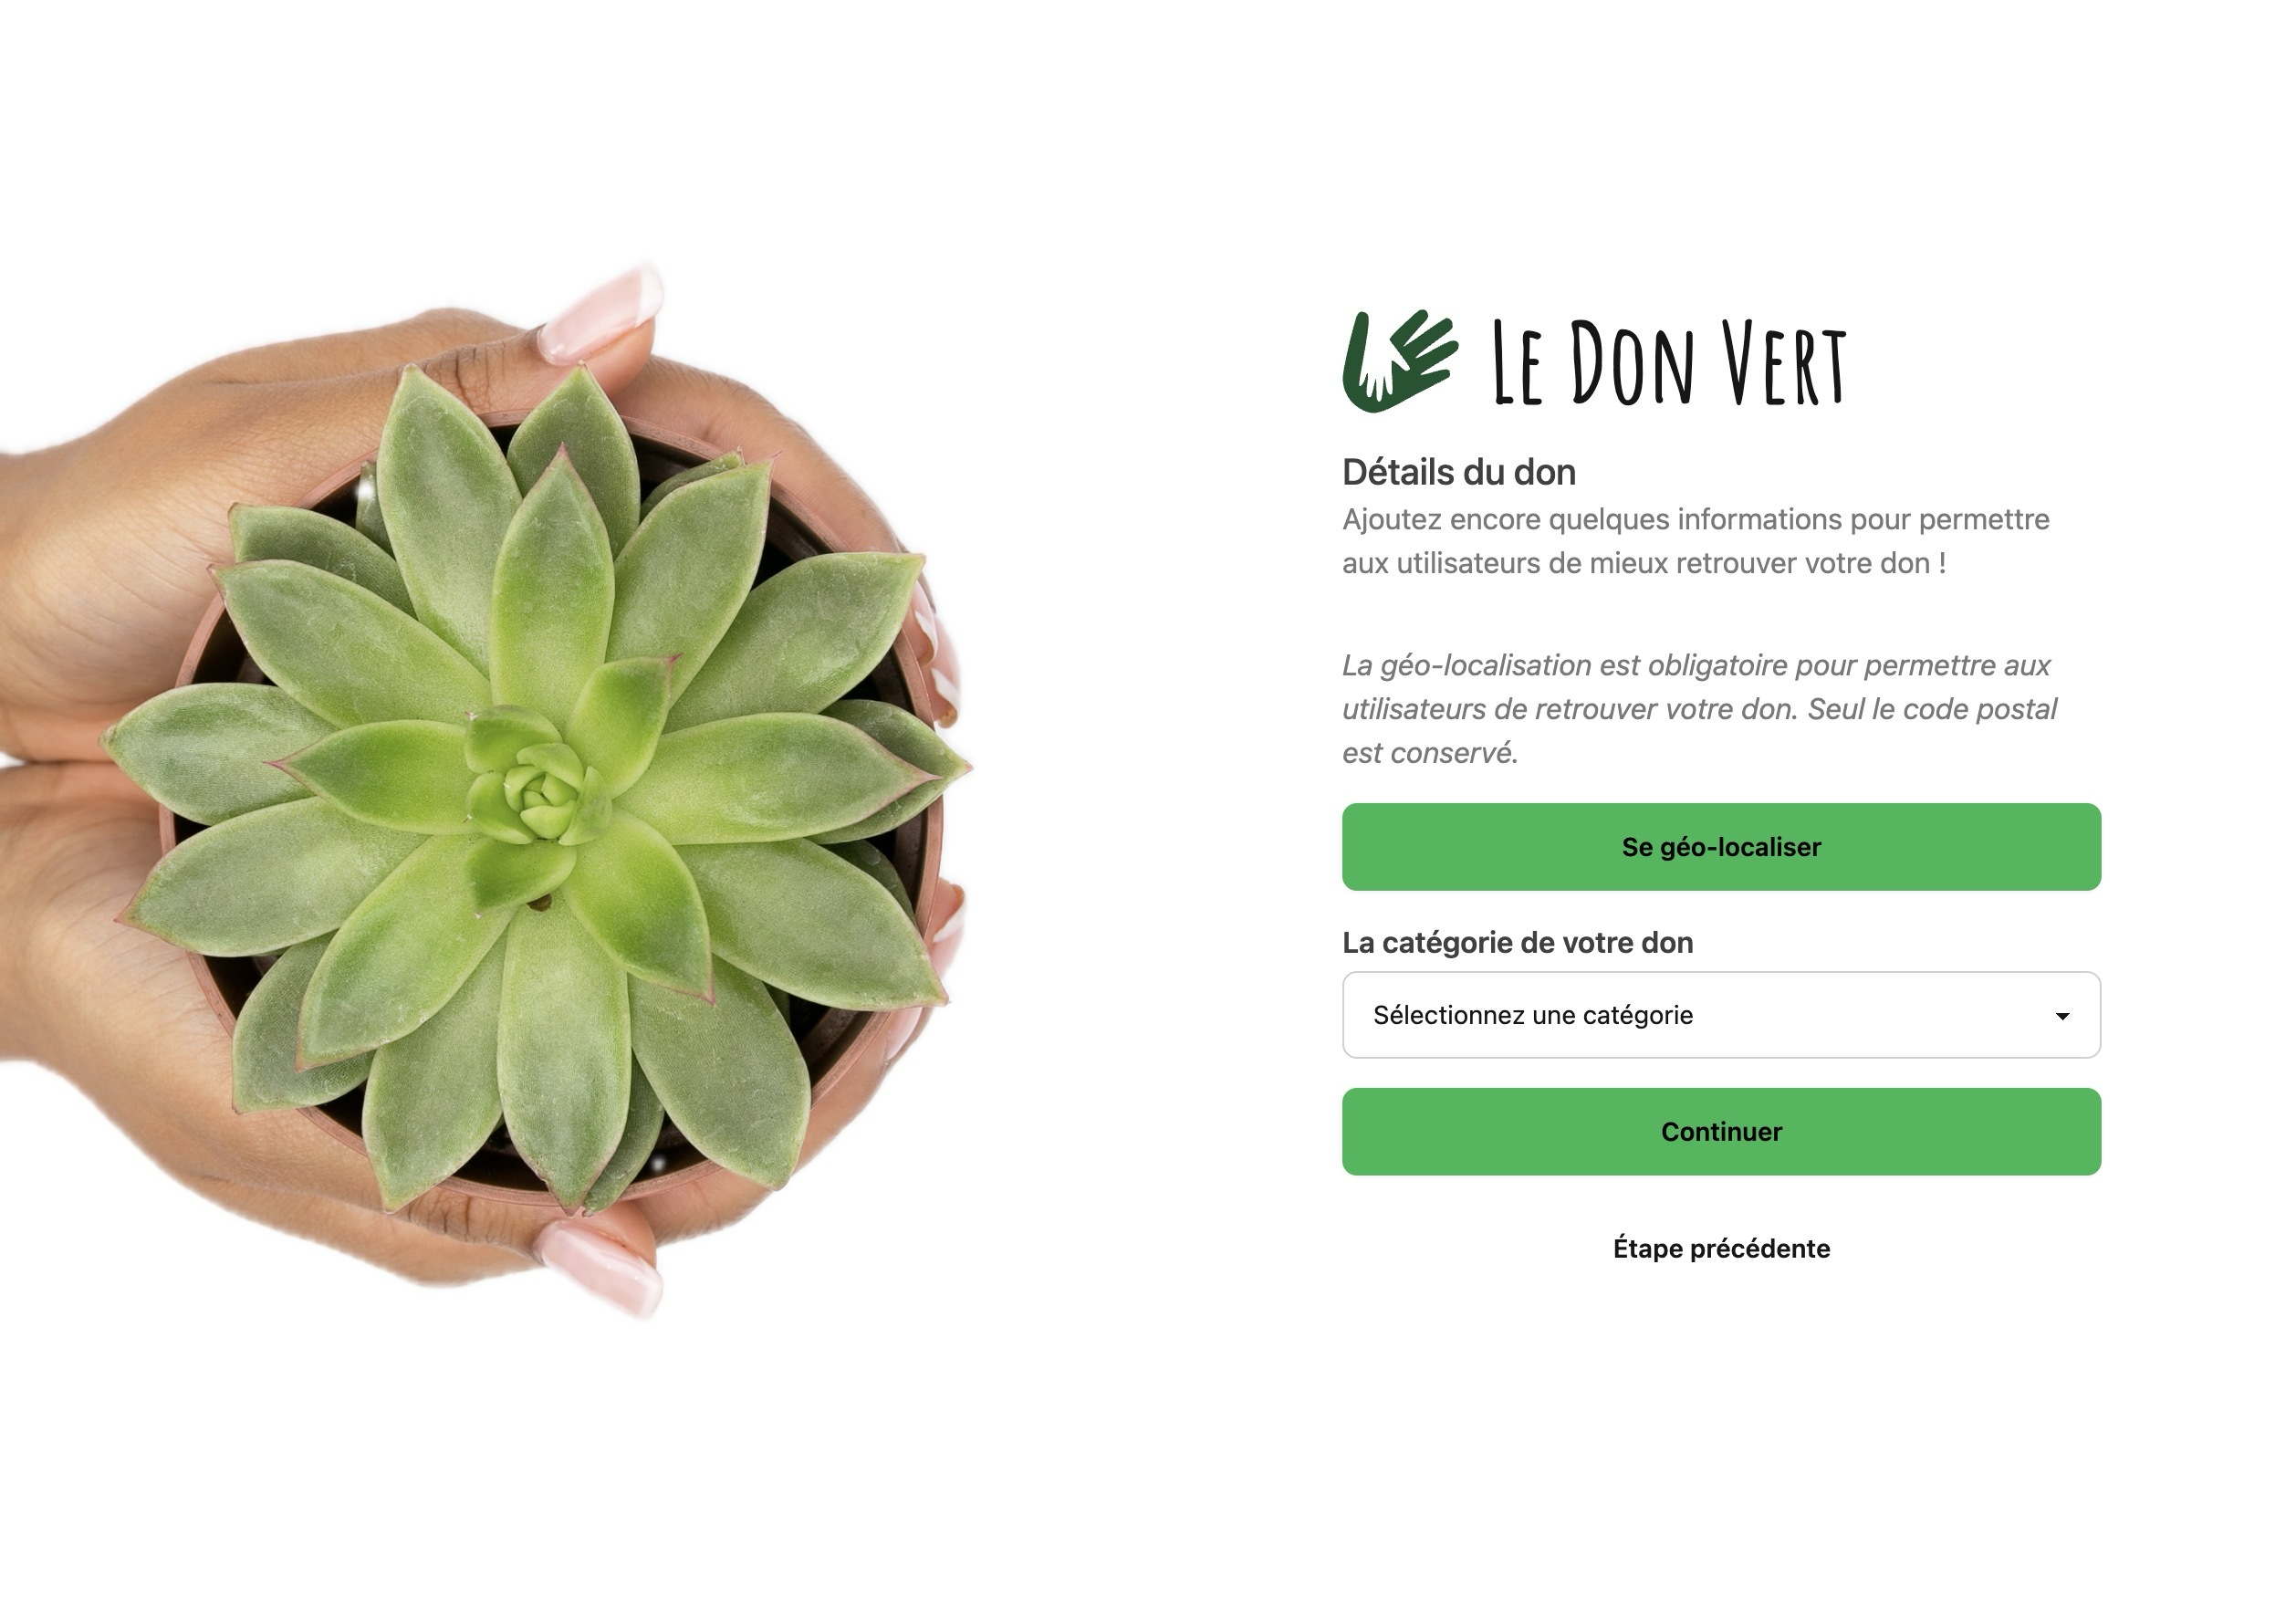 Le Don Vert
Détails du don
Ajoutez encore quelques informations pour permettre
aux utilisateurs de mieux retrouver votre don !
La géo-localisation est obligatoire pour permettre aux
utilisateurs de retrouver votre don. Seul le code postal
est conservé.
Se géo-localiser
La catégorie de votre don
Sélectionnez une catégorie
Continuer
Étape précédente